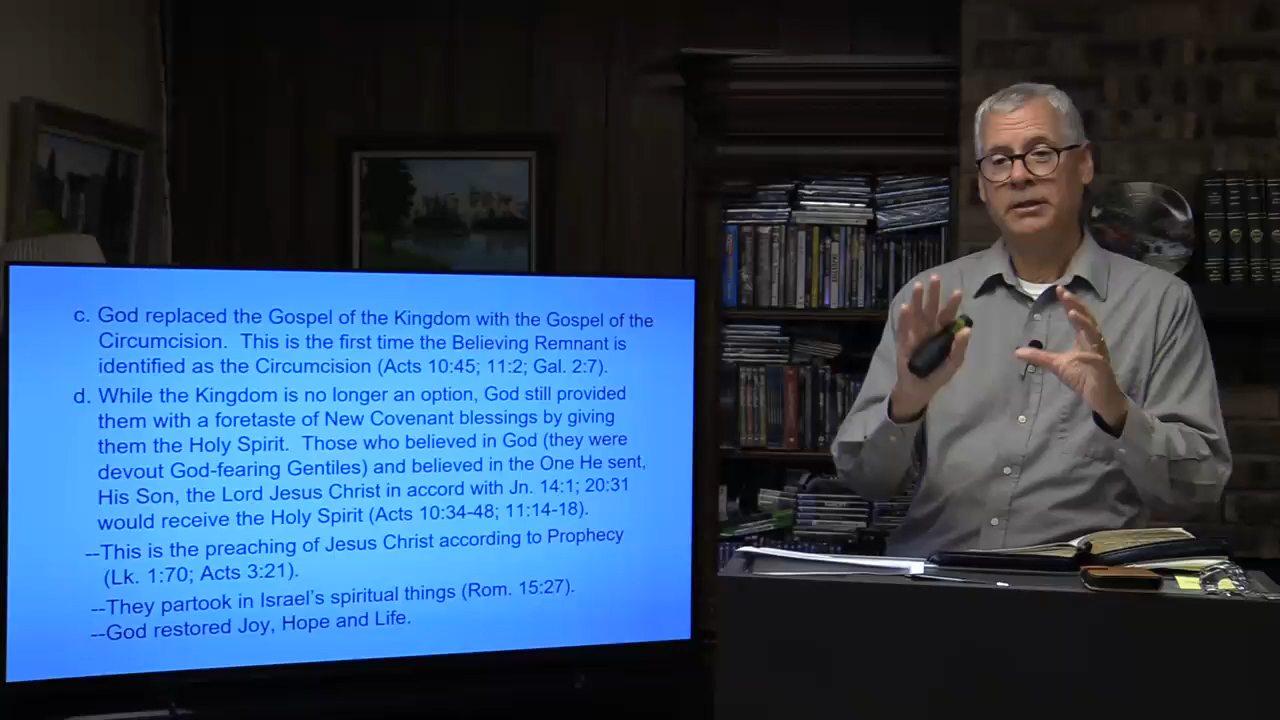 c. God replaced the Gospel of the Kingdom with the Gospel of the
Circumcision. This is the first time the Believing Remnant is
identified as the Circumcision (Acts 10:45; 11:2; Gal. 2:7).
d. While the Kingdom is no longer an option, God still provided
them with a foretaste of New Covenant blessings by giving
them the Holy Spirit. Those who believed in God (they were
devout God-fearing Gentiles) and believed in the One He sent,
His Son, the Lord Jesus Christ in accord with Jn. 14:1; 20:31
would receive the Holy Spirit (Acts 10:34-48; 11:14-18).
--This is the preaching of Jesus Christ according to Prophecy
(Lk. 1:70; Acts 3:21).
--They partook in Israel's spiritual things (Rom. 15:27).
--God restored Joy, Hope and Life.